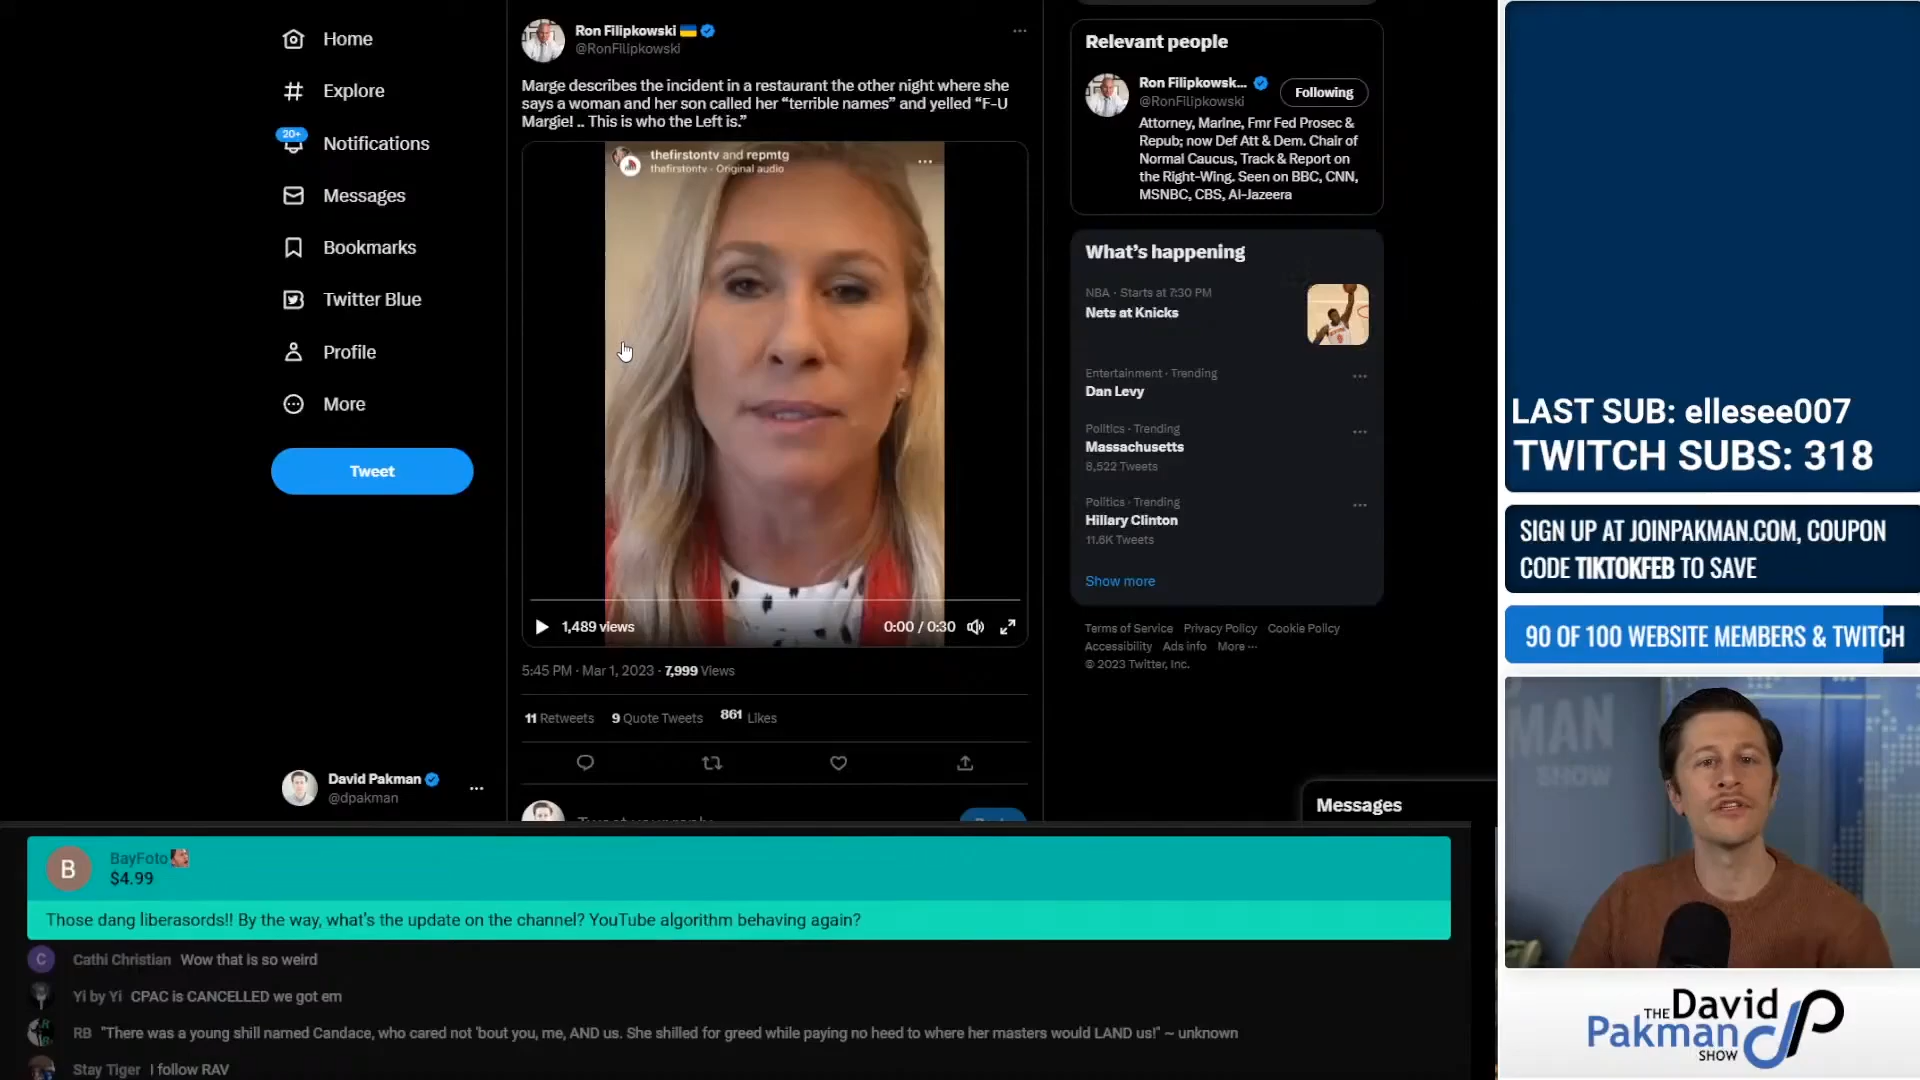 Home
Explore
20+
Notifications
Messages
Bookmarks
Twitter Blue
Profile
More
Tweet
David Pakman
@dpakman
Ron Filipkowski
@RonFilipkowski
Marge describes the incident in a restaurant the other night where she
says a woman and her son called her “terrible names” and yelled “F-U
Margie! .. This is who the Left is.”
thefirstontv and repmtg
thefirstontv · Original audio
1,489 views
0:00 / 0:30
5:45 PM · Mar 1, 2023 · 7,999 Views
11 Retweets 9 Quote Tweets 861 Likes
Relevant people
Ron Filipkowsk...
@RonFilipkowski
Following
Attorney, Marine, Fmr Fed Prosec &
Repub; now Def Att & Dem. Chair of
Normal Caucus, Track & Report on
the Right-Wing. Seen on BBC, CNN,
MSNBC, CBS, Al-Jazeera
What’s happening
NBA · Starts at 7:30 PM
Nets at Knicks
Entertainment · Trending
Dan Levy
Politics · Trending
Massachusetts
8,522 Tweets
Politics · Trending
Hillary Clinton
11.6K Tweets
Show more
Terms of Service Privacy Policy Cookie Policy
Accessibility Ads info More ···
© 2023 Twitter, Inc.
Messages
LAST SUB: ellesee007
TWITCH SUBS: 318
SIGN UP AT JOINPAKMAN.COM, COUPON
CODE TIKTOKFEB TO SAVE
90 OF 100 WEBSITE MEMBERS & TWITCH
MAN
SHOW
THE David
Pakman
SHOW
B
BayFoto
$4.99
Those dang liberasords!! By the way, what's the update on the channel? YouTube algorithm behaving again?
C
Cathi Christian Wow that is so weird
Yi by Yi CPAC is CANCELLED we got em
RB "There was a young shill named Candace, who cared not 'bout you, me, AND us. She shilled for greed while paying no heed to where her masters would LAND us!" ~ unknown
Stay Tiger I follow RAV